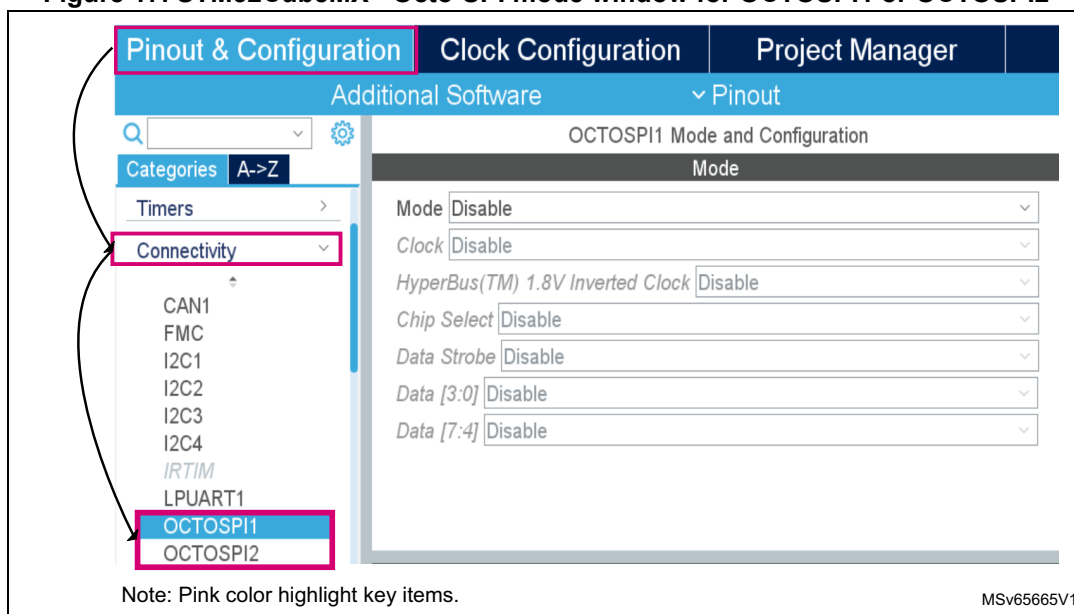 Pinout & Configuration Clock Configuration Project Manager
Additional Software Pinout
OCTOSPI1 Mode and Configuration
Categories A->Z
Mode
Timers
Connectivity
CAN1
FMC
I2C1
I2C2
I2C3
I2C4
IRTIM
LPUART1
OCTOSPI1
OCTOSPI2
Mode Disable
Clock Disable
HyperBus(TM) 1.8V Inverted Clock Disable
Chip Select Disable
Data Strobe Disable
Data [3:0] Disable
Data [7:4] Disable
Note: Pink color highlight key items.
MSv65665V1